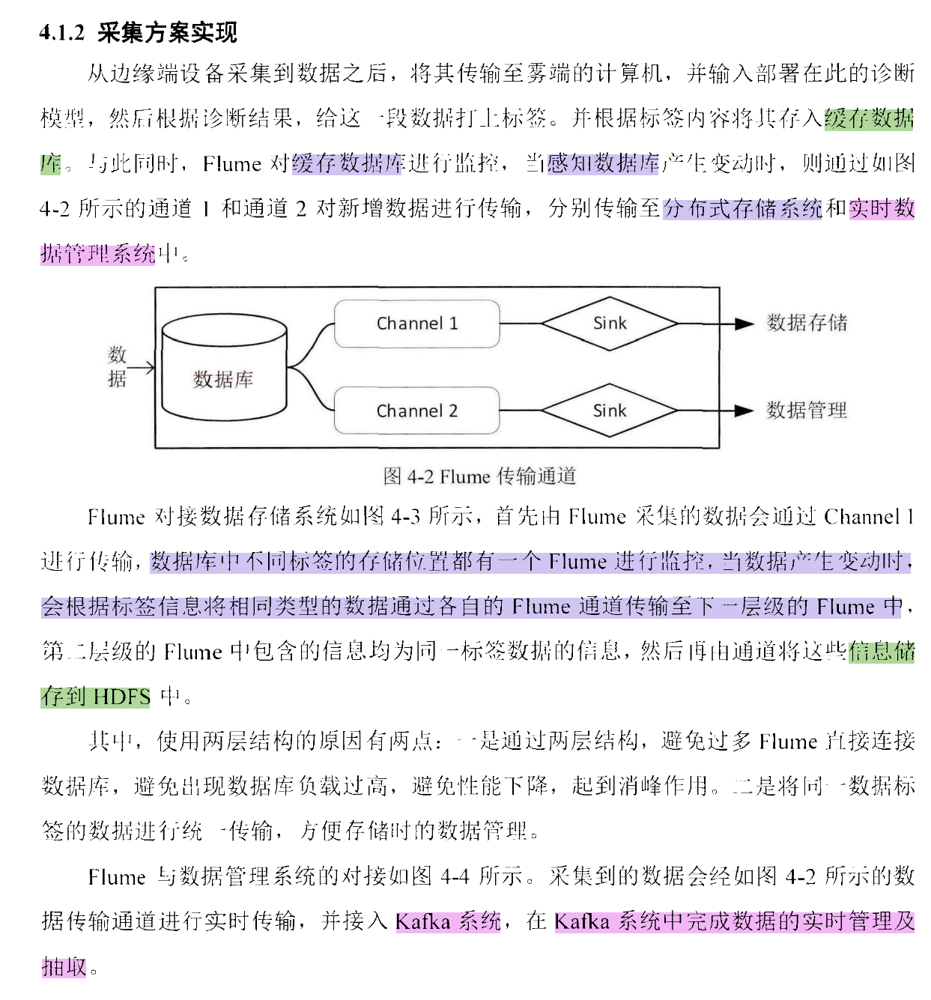 4.1.2 采集方案实现
从边缘端设备采集到数据之后，将其传输至雾端的计算机，并输入部署在此的诊断
模型，然后根据诊断结果，给这一段数据打上标签。并根据标签内容将其存入缓存数据
库。与此同时，Flume 对缓存数据库进行监控，当感知数据库产生变动时，则通过如图
4-2 所示的通道 1 和通道 2 对新增数据进行传输，分别传输至分布式存储系统和实时数
据管理系统中。
数据
数据库
Channel 1
Sink
数据存储
Channel 2
Sink
数据管理
图 4-2 Flume 传输通道
Flume 对接数据存储系统如图 4-3 所示，首先由 Flume 采集的数据会通过 Channel 1
进行传输，数据库中不同标签的存储位置都有一个 Flume 进行监控，当数据产生变动时，
会根据标签信息将相同类型的数据通过各自的 Flume 通道传输至下一层级的 Flume 中，
第二层级的 Flume 中包含的信息均为同一标签数据的信息，然后再由通道将这些信息储
存到 HDFS 中。
其中，使用两层结构的原因有两点：一是通过两层结构，避免过多 Flume 直接连接
数据库，避免出现数据库负载过高，避免性能下降，起到消峰作用。二是将同一数据标
签的数据进行统一传输，方便存储时的数据管理。
Flume 与数据管理系统的对接如图 4-4 所示。采集到的数据会经如图 4-2 所示的数
据传输通道进行实时传输，并接入 Kafka 系统，在 Kafka 系统中完成数据的实时管理及
抽取。